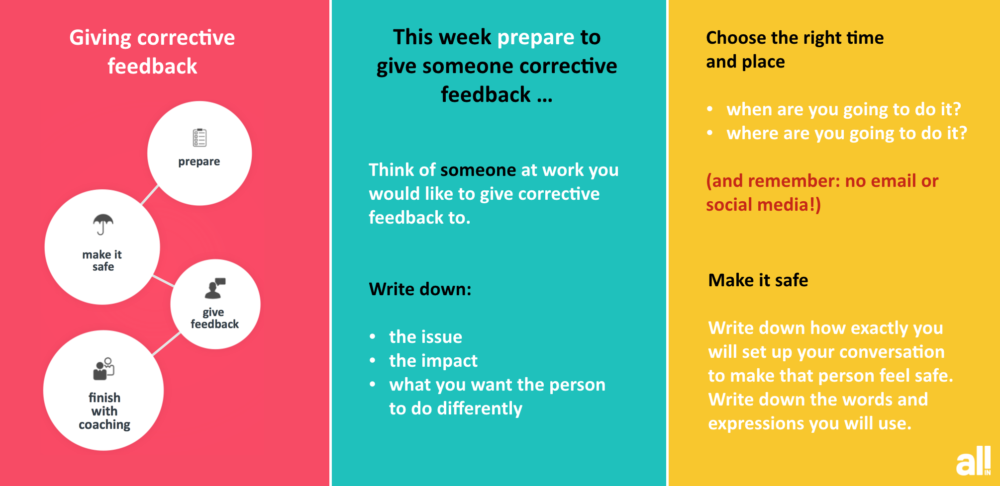 Giving corrective
feedback
prepare
make it
safe
give
feedback
finish
with
coaching
This week prepare to
give someone corrective
feedback ...
Think of someone at work you
would like to give corrective
feedback to.
Write down:
• the issue
• the impact
• what you want the person
to do differently
Choose the right time
and place
• when are you going to do it?
• where are you going to do it?
(and remember: no email or
social media!)
Make it safe
Write down how exactly you
will set up your conversation
to make that person feel safe.
Write down the words and
expressions you will use.
all
IN